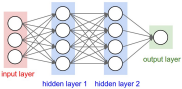 input layer
hidden layer 1
hidden layer 2
output layer